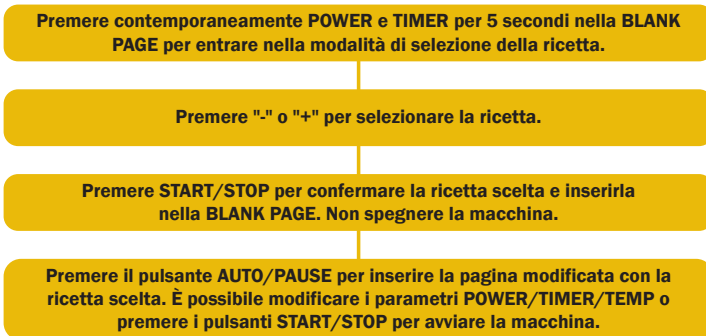 Premere contemporaneamente POWER e TIMER per 5 secondi nella BLANK
PAGE per entrare nella modalità di selezione della ricetta.
Premere "-" o "+" per selezionare la ricetta.
Premere START/STOP per confermare la ricetta scelta e inserirla
nella BLANK PAGE. Non spegnere la macchina.
Premere il pulsante AUTO/PAUSE per inserire la pagina modificata con la
ricetta scelta. È possibile modificare i parametri POWER/TIMER/TEMP o
premere i pulsanti START/STOP per avviare la macchina.